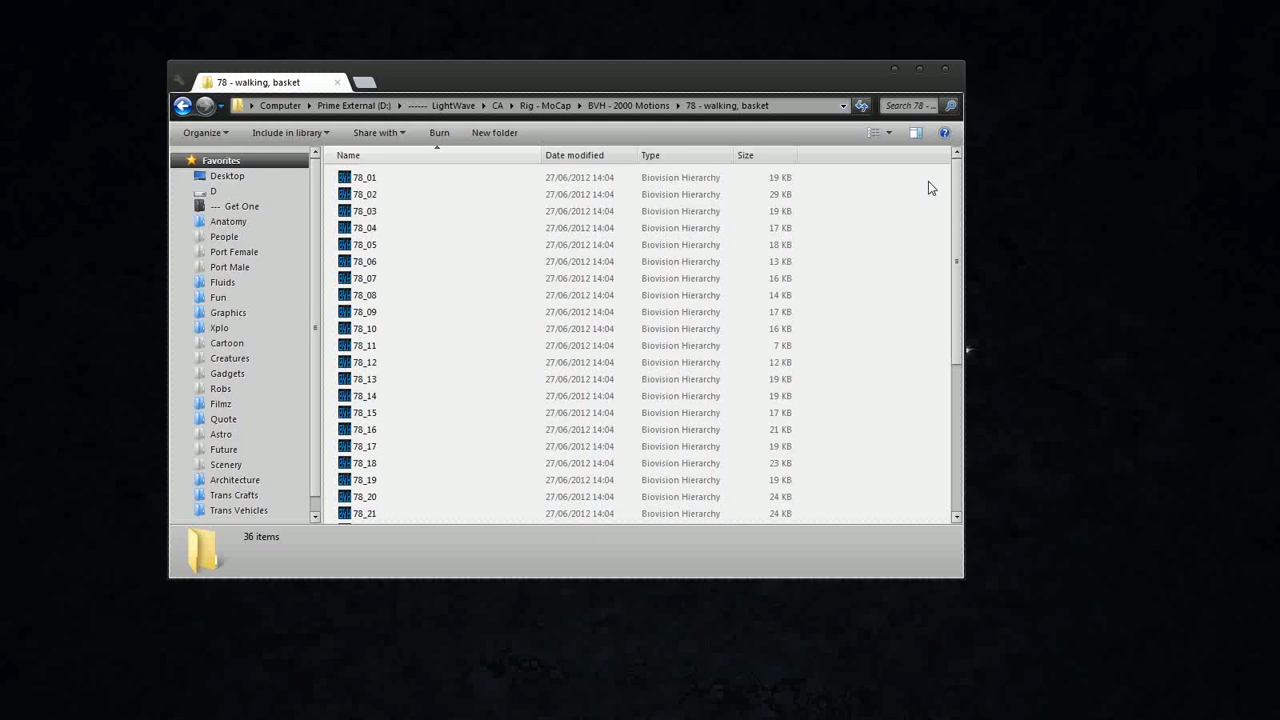 78 - walking, basket
Computer Prime External (D:) ------ LightWave CA Rig - MoCap BVH - 2000 Motions 78 - walking, basket Search 78 - ...
Organize Include in library Share with Burn New folder
Favorites
Desktop
D
--- Get One
Anatomy
People
Port Female
Port Male
Fluids
Fun
Graphics
Xplo
Cartoon
Creatures
Gadgets
Robs
Filmz
Quote
Astro
Future
Scenery
Architecture
Trans Crafts
Trans Vehicles
Name Date modified Type Size
78_01 27/06/2012 14:04 Biovision Hierarchy 19 KB
78_02 27/06/2012 14:04 Biovision Hierarchy 29 KB
78_03 27/06/2012 14:04 Biovision Hierarchy 19 KB
78_04 27/06/2012 14:04 Biovision Hierarchy 17 KB
78_05 27/06/2012 14:04 Biovision Hierarchy 18 KB
78_06 27/06/2012 14:04 Biovision Hierarchy 13 KB
78_07 27/06/2012 14:04 Biovision Hierarchy 16 KB
78_08 27/06/2012 14:04 Biovision Hierarchy 14 KB
78_09 27/06/2012 14:04 Biovision Hierarchy 17 KB
78_10 27/06/2012 14:04 Biovision Hierarchy 16 KB
78_11 27/06/2012 14:04 Biovision Hierarchy 7 KB
78_12 27/06/2012 14:04 Biovision Hierarchy 12 KB
78_13 27/06/2012 14:04 Biovision Hierarchy 19 KB
78_14 27/06/2012 14:04 Biovision Hierarchy 19 KB
78_15 27/06/2012 14:04 Biovision Hierarchy 17 KB
78_16 27/06/2012 14:04 Biovision Hierarchy 21 KB
78_17 27/06/2012 14:04 Biovision Hierarchy 19 KB
78_18 27/06/2012 14:04 Biovision Hierarchy 23 KB
78_19 27/06/2012 14:04 Biovision Hierarchy 19 KB
78_20 27/06/2012 14:04 Biovision Hierarchy 24 KB
78_21 27/06/2012 14:04 Biovision Hierarchy 24 KB
36 items